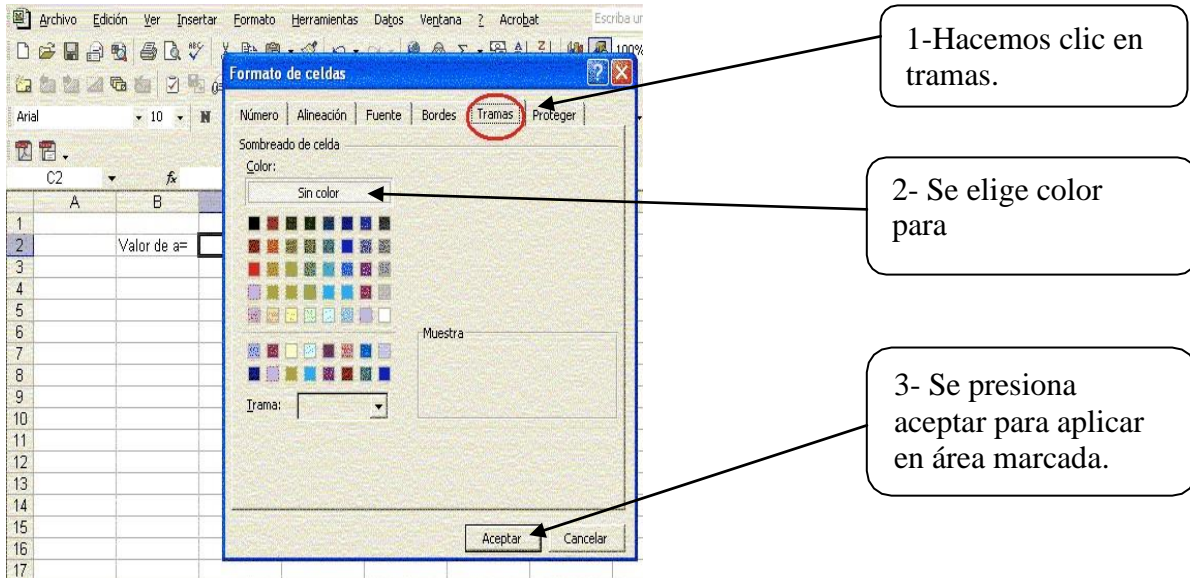 Archivo Edición Ver Insertar Formato Herramientas Datos Ventana ? Acrobat Escriba un
100%
Arial 10 N
C2 fx
Formato de celdas
Número Alineación Fuente Bordes Tramas Proteger
Sombreado de celda
Color:
Sin color
Muestra
Trama:
Aceptar Cancelar
A B
1
2 Valor de a=
3
4
5
6
7
8
9
10
11
12
13
14
15
16
17
1-Hacemos clic en
tramas.
2- Se elige color
para
3- Se presiona
aceptar para aplicar
en área marcada.